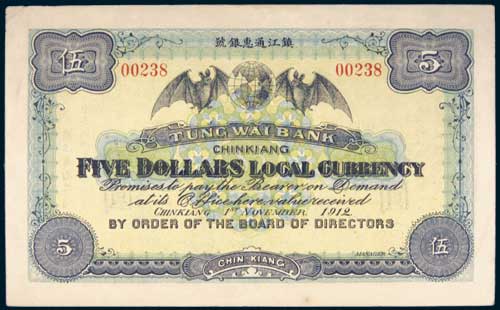 號銀惠通江鎮
伍 5
00238 00238
TUNG WAI BANK
CHINKIANG
FIVE DOLLARS LOCAL CURRENCY
Promises to pay the Bearer on Demand
at its Office here value received
CHINKIANG 1ST NOVEMBER 1912.
BY ORDER OF THE BOARD OF DIRECTORS
5 伍
CHIN-KIANG
MANAGER